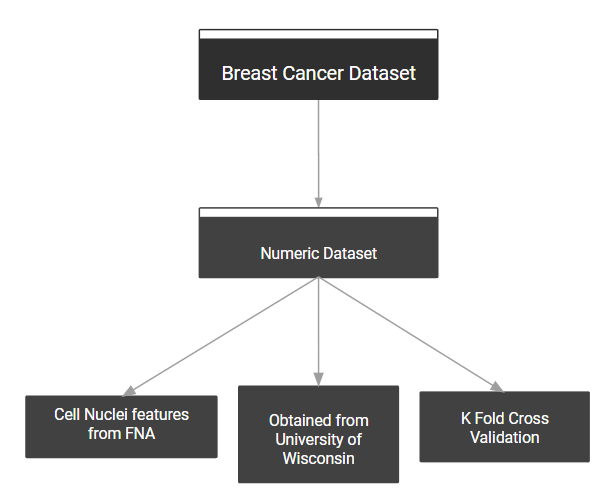 Breast Cancer Dataset
Numeric Dataset
Cell Nuclei features
from FNA
Obtained from
University of
Wisconsin
K Fold Cross
Validation